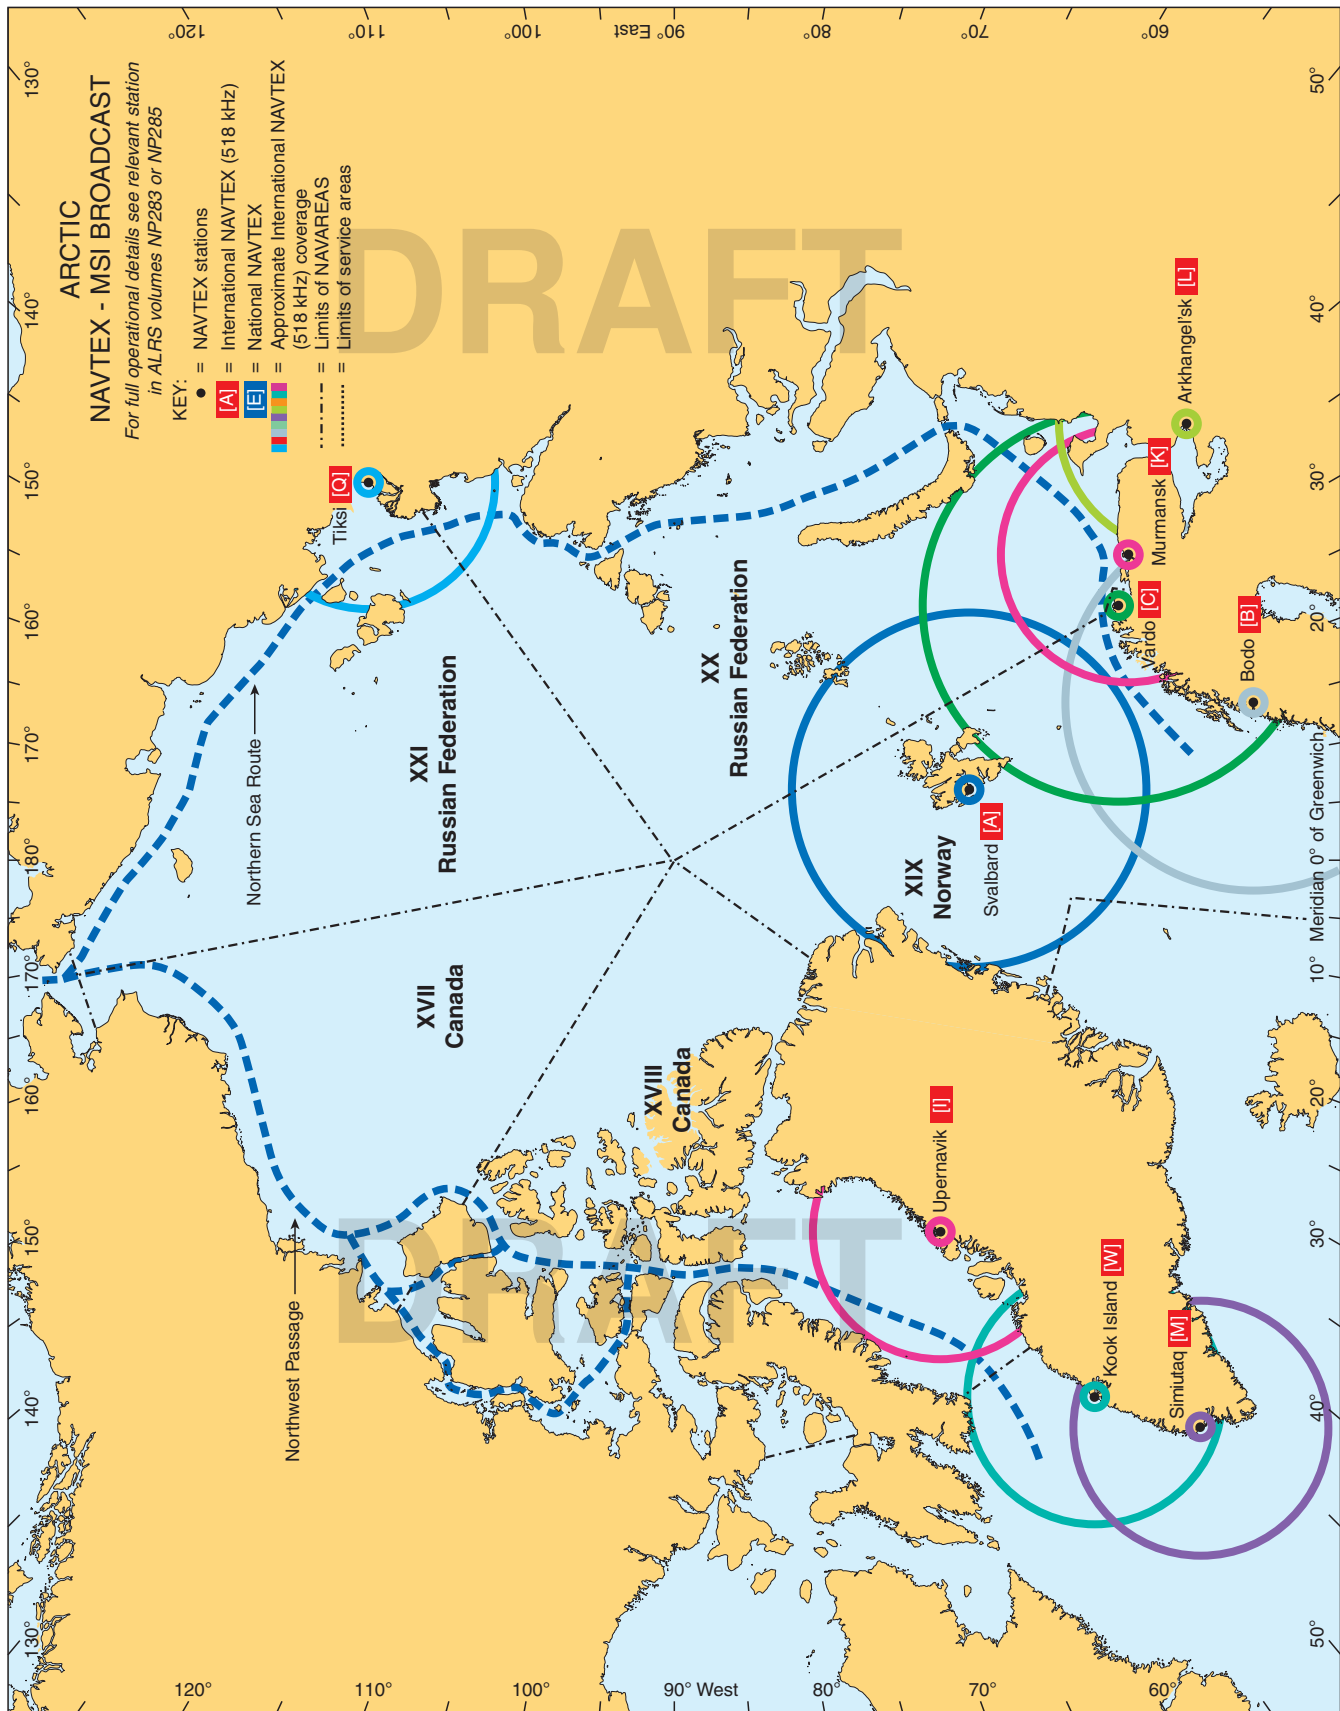 ARCTIC
NAVTEX - MSI BROADCAST
For full operational details see relevant station
in ALRS volumes NP283 or NP285
KEY:
= NAVTEX stations
[A] = International NAVTEX (518 kHz)
[E] = National NAVTEX
= Approximate International NAVTEX
(518 kHz) coverage
= Limits of NAVAREAS
= Limits of service areas
DRAFT
DRAFT
130°
140°
150°
160°
170°
180°
170°
160°
150°
140°
130°
120°
110°
100°
90° East
80°
70°
60°
50°
40°
30°
20°
Meridian 0° of Greenwich
10°
20°
30°
40°
50°
120°
110°
100°
90° West
80°
70°
60°
Tiksi [Q]
Northern Sea Route
XXI
Russian Federation
XX
Russian Federation
XVII
Canada
XVIII
Canada
XIX
Norway
Northwest Passage
Svalbard [A]
Arkhangel'sk [L]
Murmansk [K]
Vardo [C]
Bodo [B]
Upernavik [I]
Kook Island [W]
Simiutaq [M]